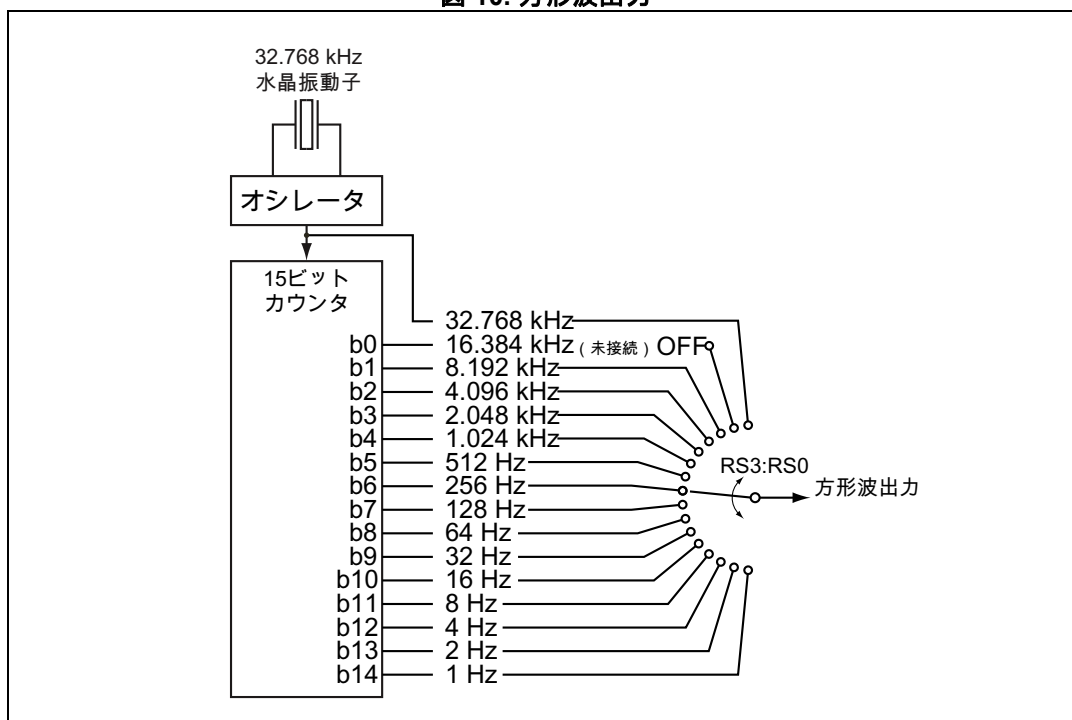 図 10. 方形波出力
32.768 kHz
水晶振動子
オシレータ
15ビット
カウンタ
32.768 kHz
b0 16.384 kHz (未接続) OFF
b1 8.192 kHz
b2 4.096 kHz
b3 2.048 kHz
b4 1.024 kHz
b5 512 Hz
b6 256 Hz
b7 128 Hz
b8 64 Hz
b9 32 Hz
b10 16 Hz
b11 8 Hz
b12 4 Hz
b13 2 Hz
b14 1 Hz
RS3:RS0
方形波出力